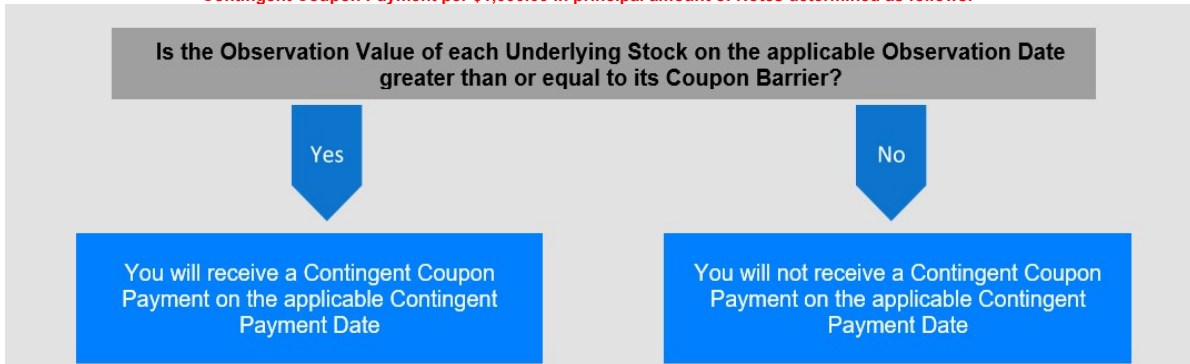 Is the Observation Value of each Underlying Stock on the applicable Observation Date
greater than or equal to its Coupon Barrier?
Yes
No
You will receive a Contingent Coupon
Payment on the applicable Contingent
Payment Date
You will not receive a Contingent Coupon
Payment on the applicable Contingent
Payment Date